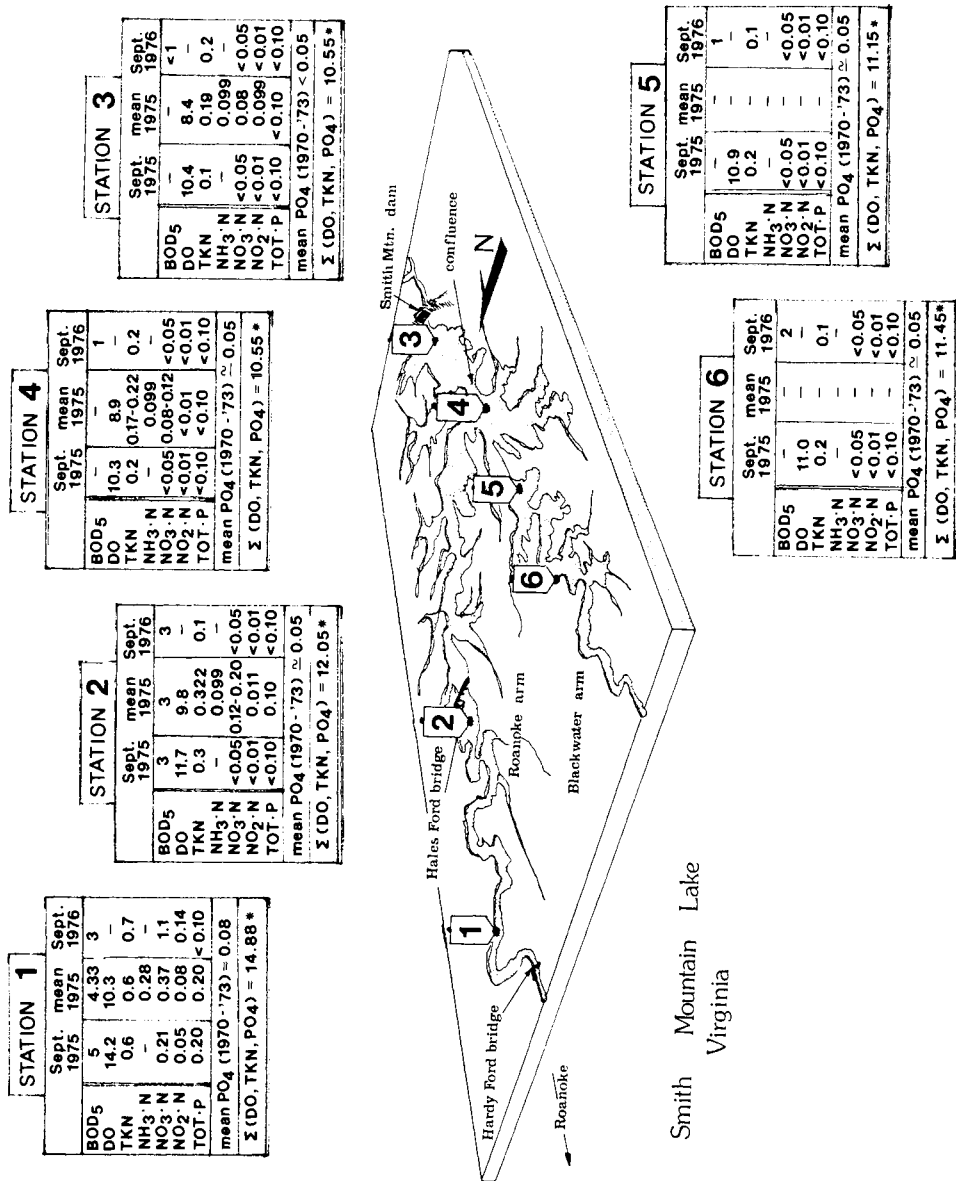 STATION 1
Sept. mean Sept.
1975 1975 1976
BOD5 5 4.33 3
DO 14.2 10.3 –
TKN 0.6 0.6 0.7
NH3·N – 0.28 –
NO3·N 0.21 0.37 1.1
NO2·N 0.05 0.08 0.14
TOT·P 0.20 0.20 <0.10
mean PO4 (1970-'73) = 0.08
Σ (DO, TKN, PO4) = 14.88 *
STATION 2
Sept. mean Sept.
1975 1975 1976
BOD5 3 3 3
DO 11.7 9.8 –
TKN 0.3 0.322 0.1
NH3·N – 0.099 –
NO3·N <0.05 0.12-0.20 <0.05
NO2·N <0.01 0.011 <0.01
TOT·P <0.10 0.10 <0.10
mean PO4 (1970-'73) ≃ 0.05
Σ (DO, TKN, PO4) = 12.05*
STATION 4
Sept. mean Sept.
1975 1975 1976
BOD5 – – 1
DO 10.3 8.9 –
TKN 0.2 0.17-0.22 0.2
NH3·N – 0.099 –
NO3·N <0.05 0.08-0.12 <0.05
NO2·N <0.01 <0.01 <0.01
TOT·P <0.10 <0.10 <0.10
mean PO4 (1970-'73) ≃ 0.05
Σ (DO, TKN, PO4) = 10.55 *
STATION 3
Sept. mean Sept.
1975 1975 1976
BOD5 – – <1
DO 10.4 8.4 –
TKN 0.1 0.19 0.2
NH3·N – 0.099 –
NO3·N <0.05 0.08 <0.05
NO2·N <0.01 0.099 <0.01
TOT·P <0.10 <0.10 <0.10
mean PO4 (1970-'73) < 0.05
Σ (DO, TKN, PO4) = 10.55*
Smith Mtn. dam
confluence
N
3
4
5
6
2
1
Hales Ford bridge
Roanoke arm
Blackwater arm
Hardy Ford bridge
Roanoke
Smith Mountain Lake
Virginia
STATION 6
Sept. mean Sept.
1975 1975 1976
BOD5 – – 2
DO 11.0 – –
TKN 0.2 – 0.1
NH3·N – – –
NO3·N <0.05 – <0.05
NO2·N <0.01 – <0.01
TOT·P <0.10 – <0.10
mean PO4 (1970-'73) ≃ 0.05
Σ (DO, TKN, PO4) = 11.45*
STATION 5
Sept. mean Sept.
1975 1975 1976
BOD5 – – 1
DO 10.9 – –
TKN 0.2 – 0.1
NH3·N – – –
NO3·N <0.05 – <0.05
NO2·N <0.01 – <0.01
TOT·P <0.10 – <0.10
mean PO4 (1970-'73) ≃ 0.05
Σ (DO, TKN, PO4) = 11.15*